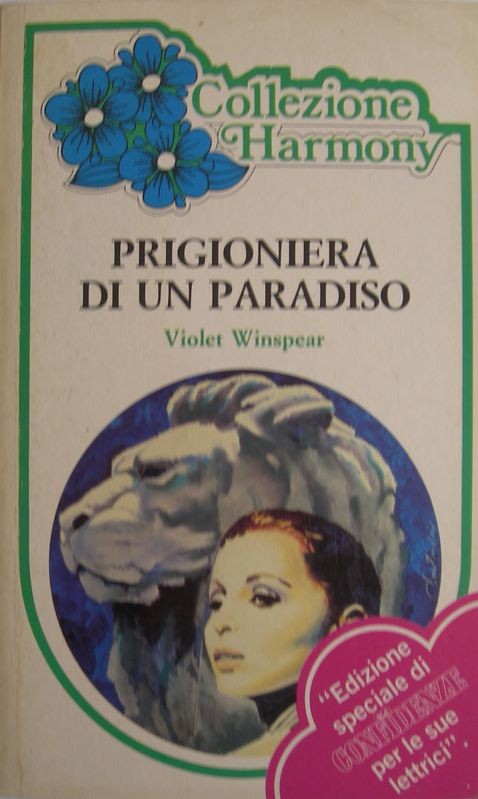 Collezione
Harmony
PRIGIONIERA
DI UN PARADISO
Violet Winspear
"Edizione
speciale di
CONFIDENZE
per le sue
lettrici".